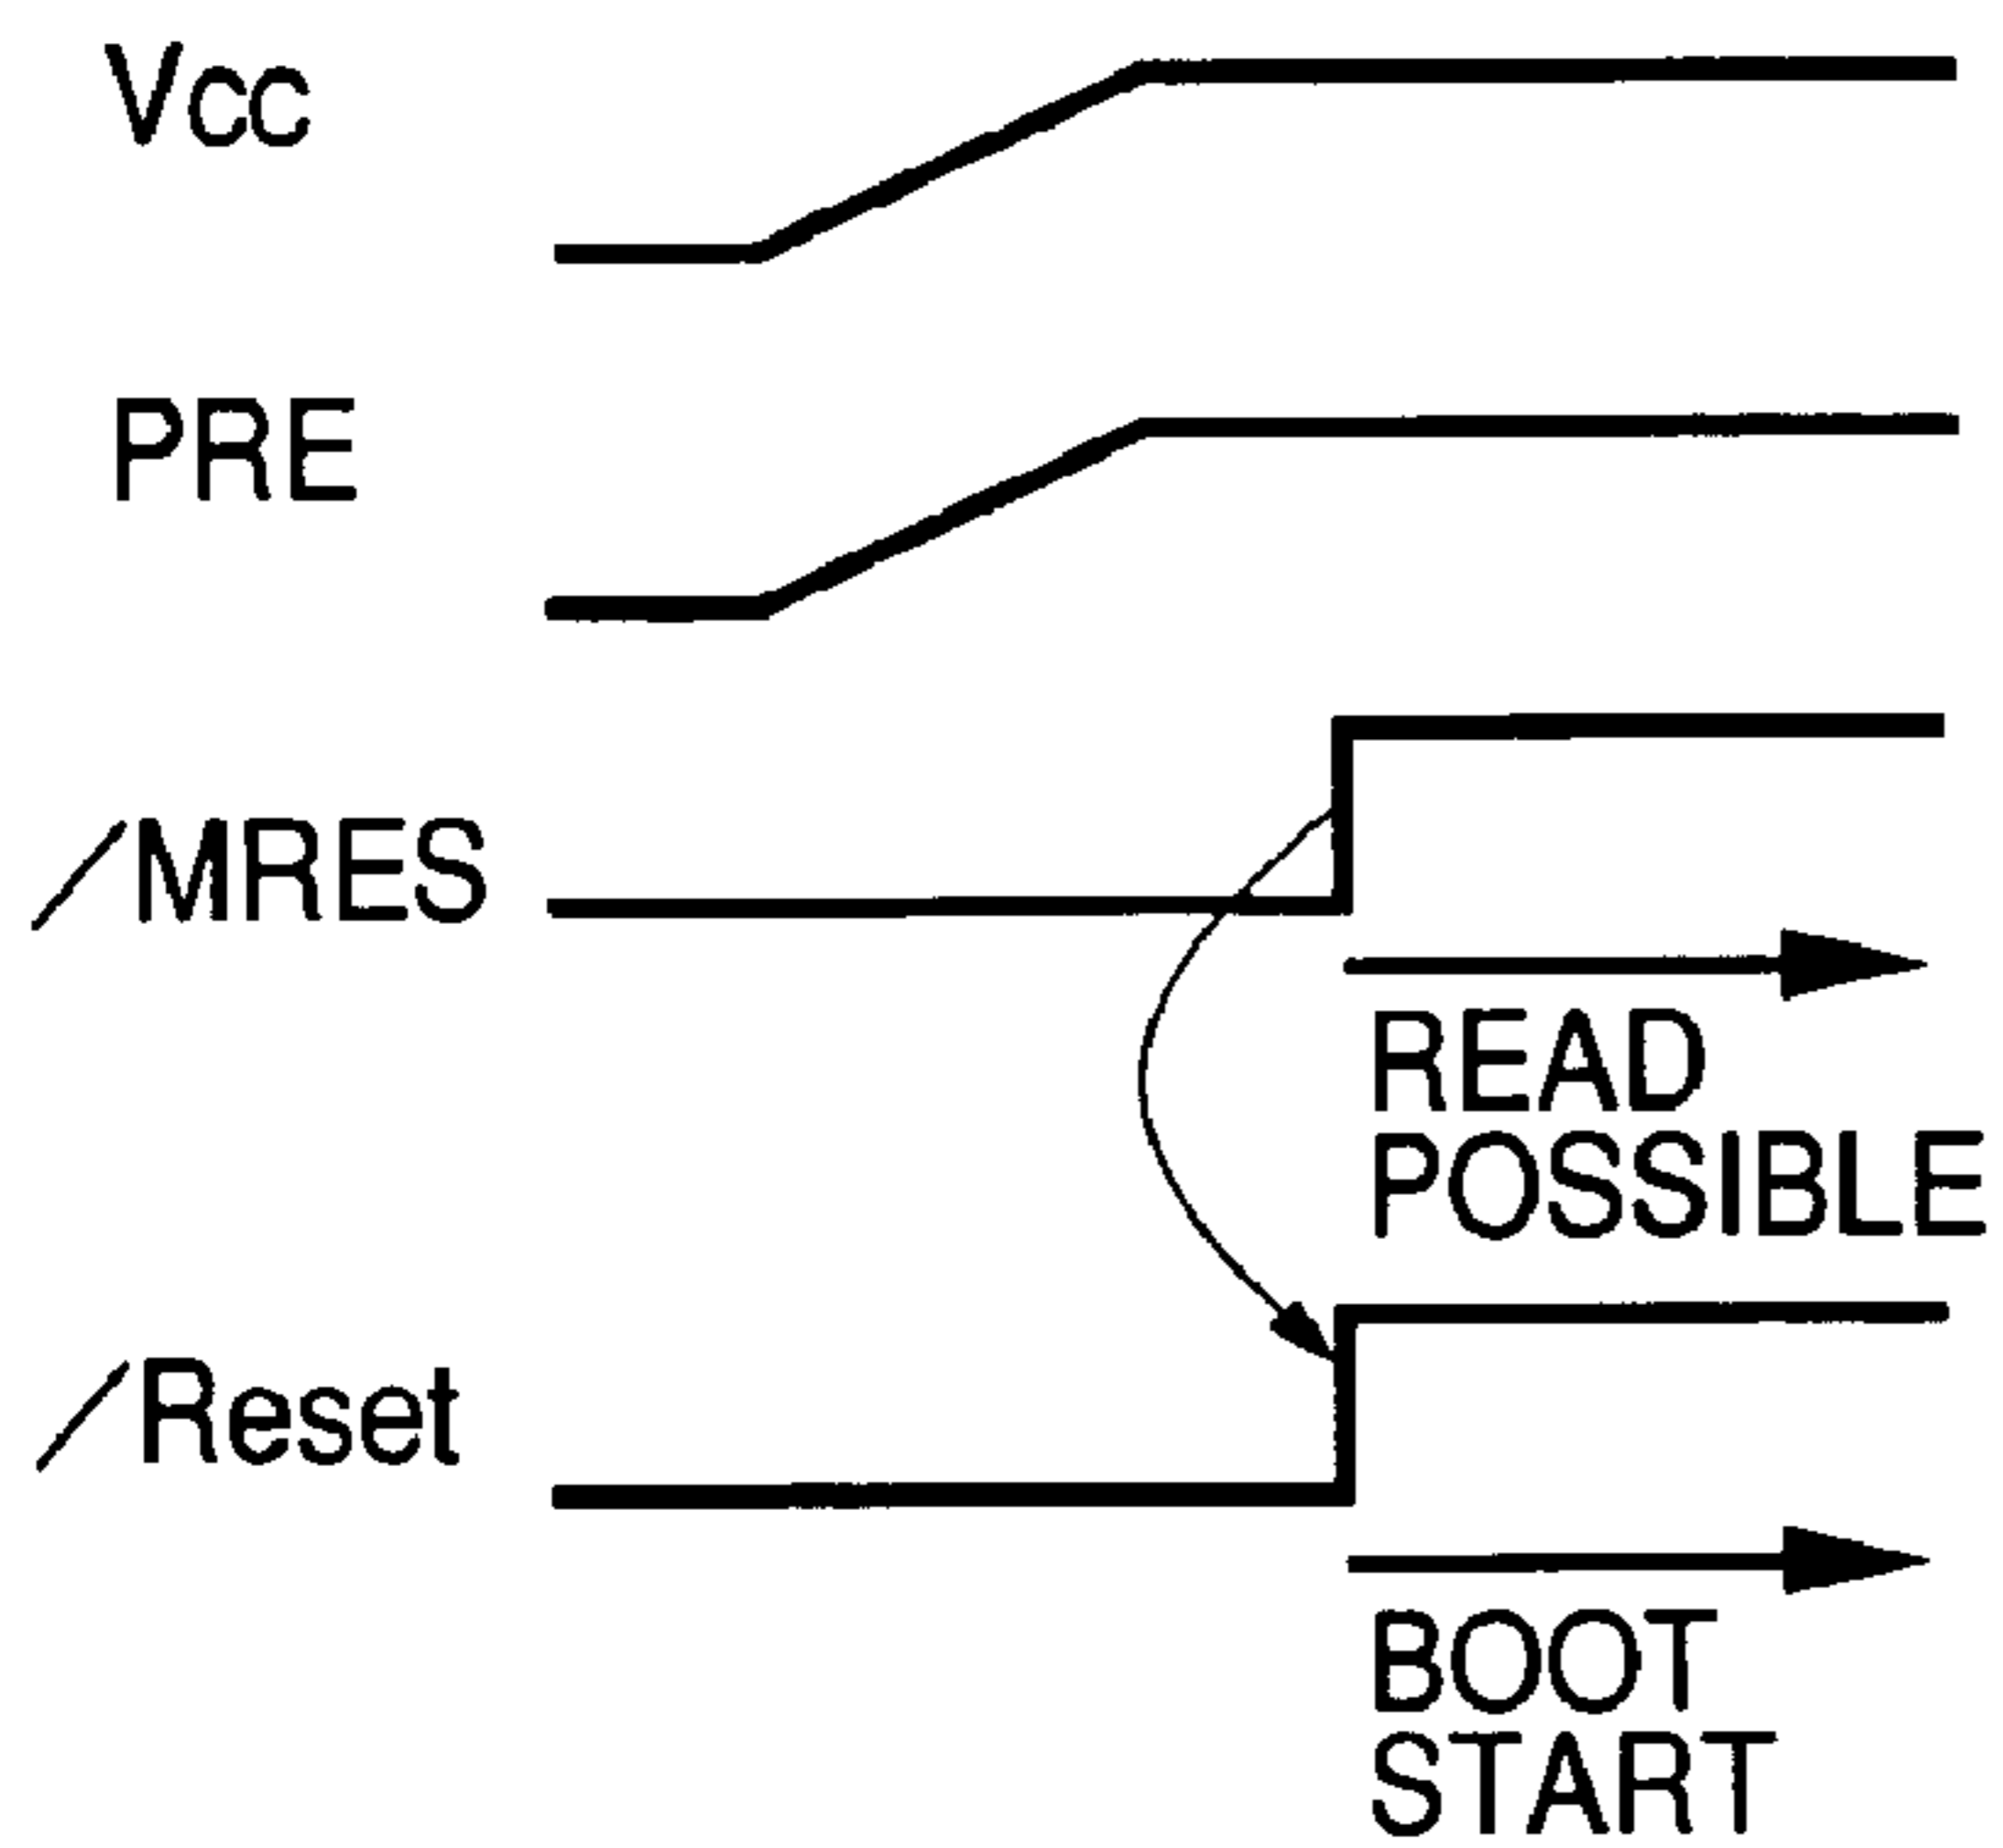 Vcc
PRE
/MRES
READ
POSSIBLE
/Reset
BOOT
START